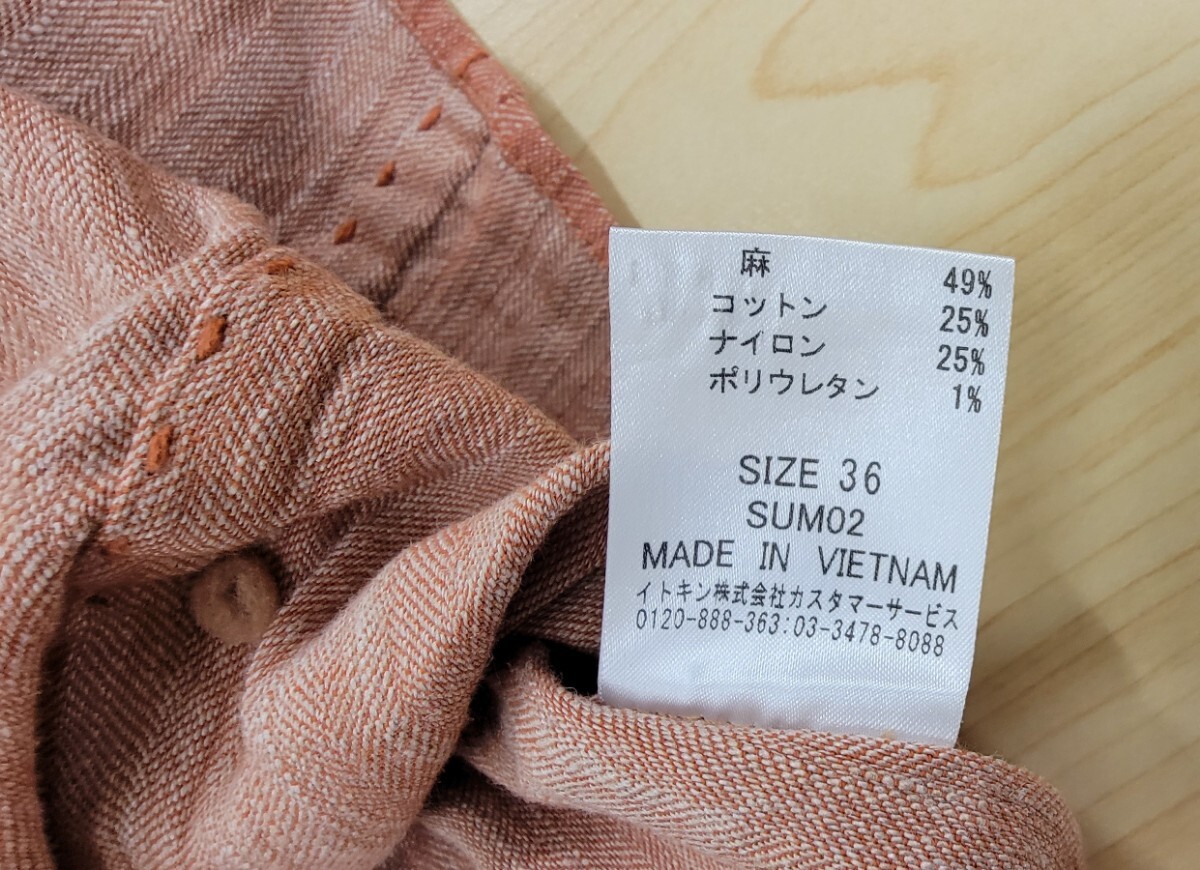 麻 49%
コットン 25%
ナイロン 25%
ポリウレタン 1%
SIZE 36
SUM02
MADE IN VIETNAM
イトキン株式会社カスタマーサービス
0120-888-363:03-3478-8088